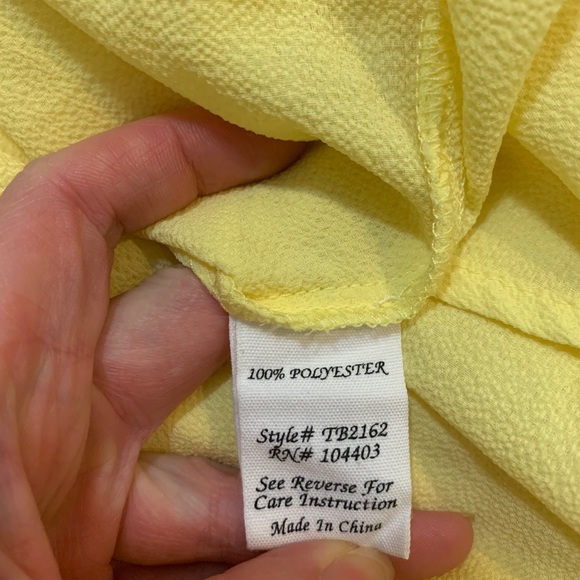 100% POLYESTER
Style# TB2162
RN# 104403
See Reverse For
Care Instruction
Made In China